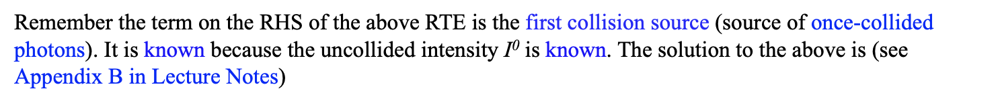 Remember the term on the RHS of the above RTE is the first collision source (source of once-collided
photons). It is known because the uncollided intensity I⁰ is known. The solution to the above is (see
Appendix B in Lecture Notes)